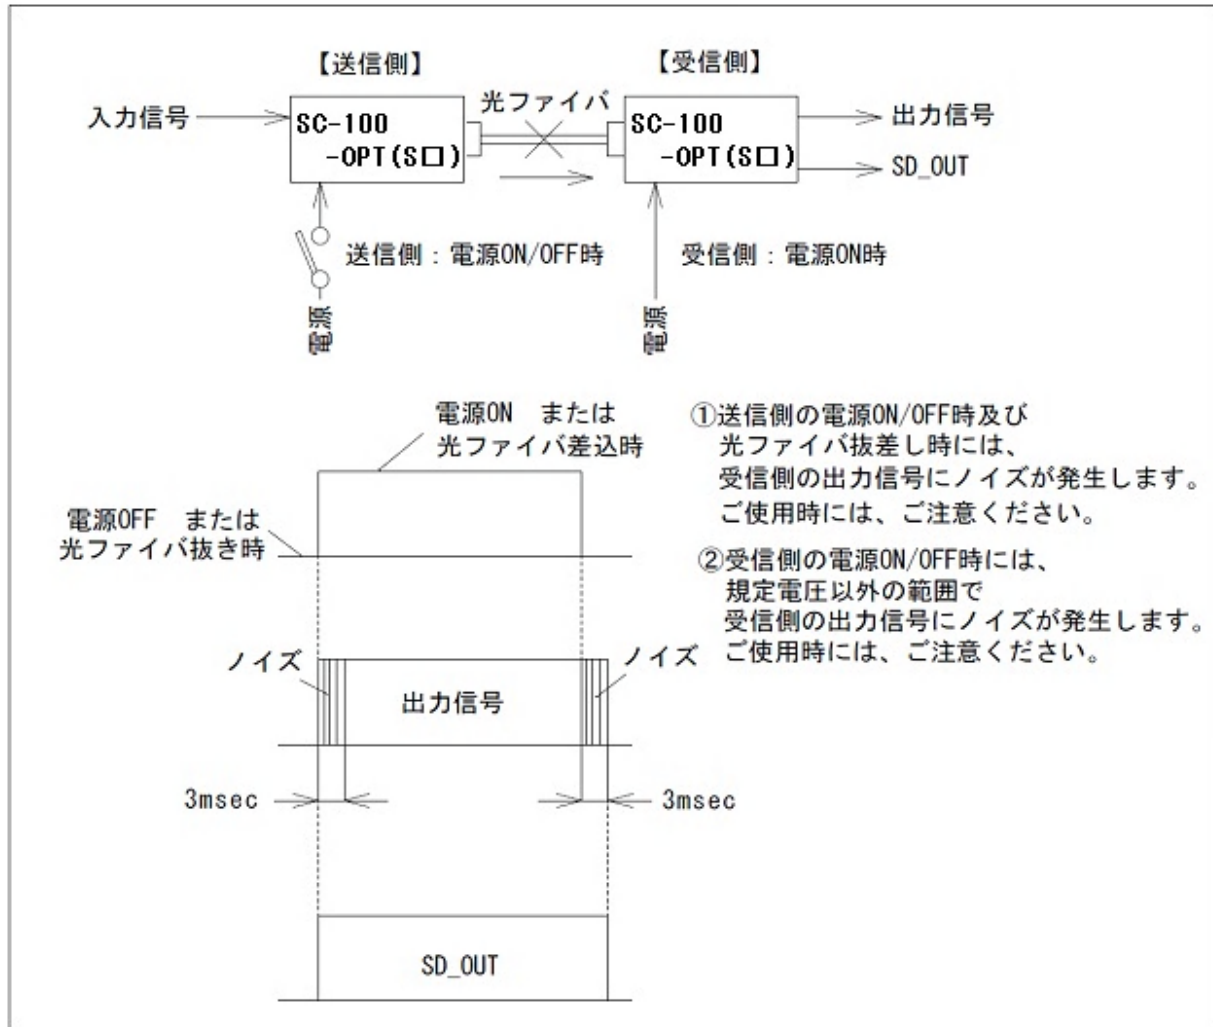 【送信側】
【受信側】
入力信号
SC-100
-OPT(S口)
光ファイバ
SC-100
-OPT(S口)
出力信号
SD_OUT
送信側：電源ON/OFF時
受信側：電源ON時
電源
電源
電源ON　または
光ファイバ差込時
電源OFF　または
光ファイバ抜き時
①送信側の電源ON/OFF時及び
光ファイバ抜差し時には、
受信側の出力信号にノイズが発生します。
ご使用時には、ご注意ください。
②受信側の電源ON/OFF時には、
規定電圧以外の範囲で
受信側の出力信号にノイズが発生します。
ご使用時には、ご注意ください。
ノイズ
出力信号
ノイズ
3msec
3msec
SD_OUT